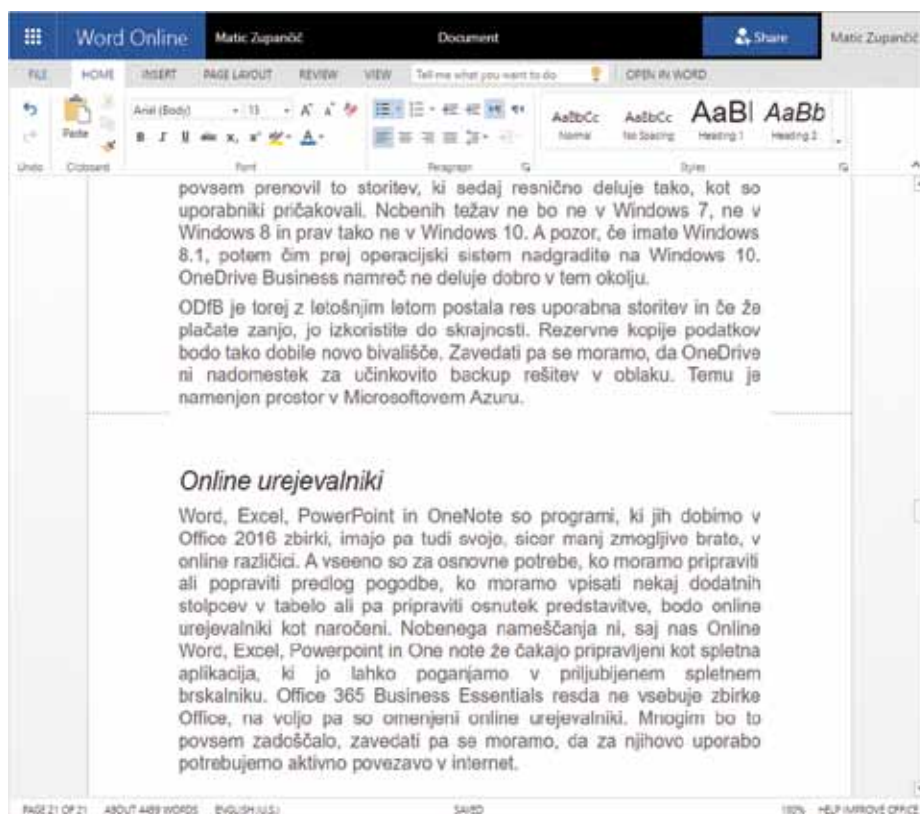 Word Online Matic Zupančič Document Share Matic Zupančič
FILE HOME INSERT PAGE LAYOUT REVIEW VIEW Tell me what you want to do OPEN IN WORD
Arial (Body) 13 A A AaBbCc AaBbCc AaBl AaBb
Paste B I U abc x₂ x² A Normal No Spacing Heading 1 Heading 2
Undo Clipboard Font Paragraph Styles
povsem prenovil to storitev, ki sedaj resnično deluje tako, kot so
uporabniki pričakovali. Nobenih težav ne bo ne v Windows 7, ne v
Windows 8 in prav tako ne v Windows 10. A pozor, če imate Windows
8.1, potem čim prej operacijski sistem nadgradite na Windows 10.
OneDrive Business namreč ne deluje dobro v tem okolju.
ODfB je torej z letošnjim letom postala res uporabna storitev in če že
plačate zanjo, jo izkoristite do skrajnosti. Rezervne kopije podatkov
bodo tako dobile novo bivališče. Zavedati pa se moramo, da OneDrive
ni nadomestek za učinkovito backup rešitev v oblaku. Temu je
namenjen prostor v Microsoftovem Azuru.
Online urejevalniki
Word, Excel, PowerPoint in OneNote so programi, ki jih dobimo v
Office 2016 zbirki, imajo pa tudi svoje, sicer manj zmogljive brate, v
online različici. A vseeno so za osnovne potrebe, ko moramo pripraviti
ali popraviti predlog pogodbe, ko moramo vpisati nekaj dodatnih
stolpcev v tabelo ali pa pripraviti osnutek predstavitve, bodo online
urejevalniki kot naročeni. Nobenega nameščanja ni, saj nas Online
Word, Excel, Powerpoint in One note že čakajo pripravljeni kot spletna
aplikacija, ki jo lahko poganjamo v priljubljenem spletnem
brskalniku. Office 365 Business Essentials resda ne vsebuje zbirke
Office, na voljo pa so omenjeni online urejevalniki. Mnogim bo to
povsem zadoščalo, zavedati pa se moramo, da za njihovo uporabo
potrebujemo aktivno povezavo v internet.
PAGE 21 OF 21 ABOUT 4489 WORDS ENGLISH (U.S.) SAVED 100% HELP IMPROVE OFFICE